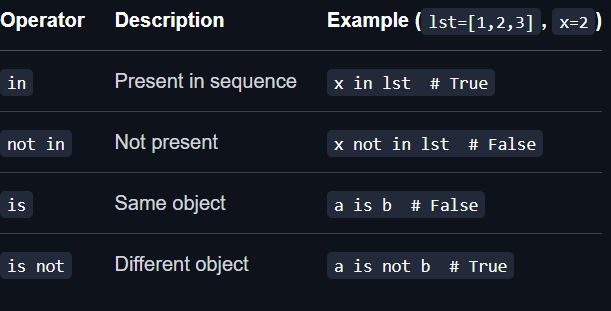 Operator Description Example (lst=[1,2,3], x=2)
in Present in sequence x in lst  # True
not in Not present x not in lst  # False
is Same object a is b  # False
is not Different object a is not b  # True